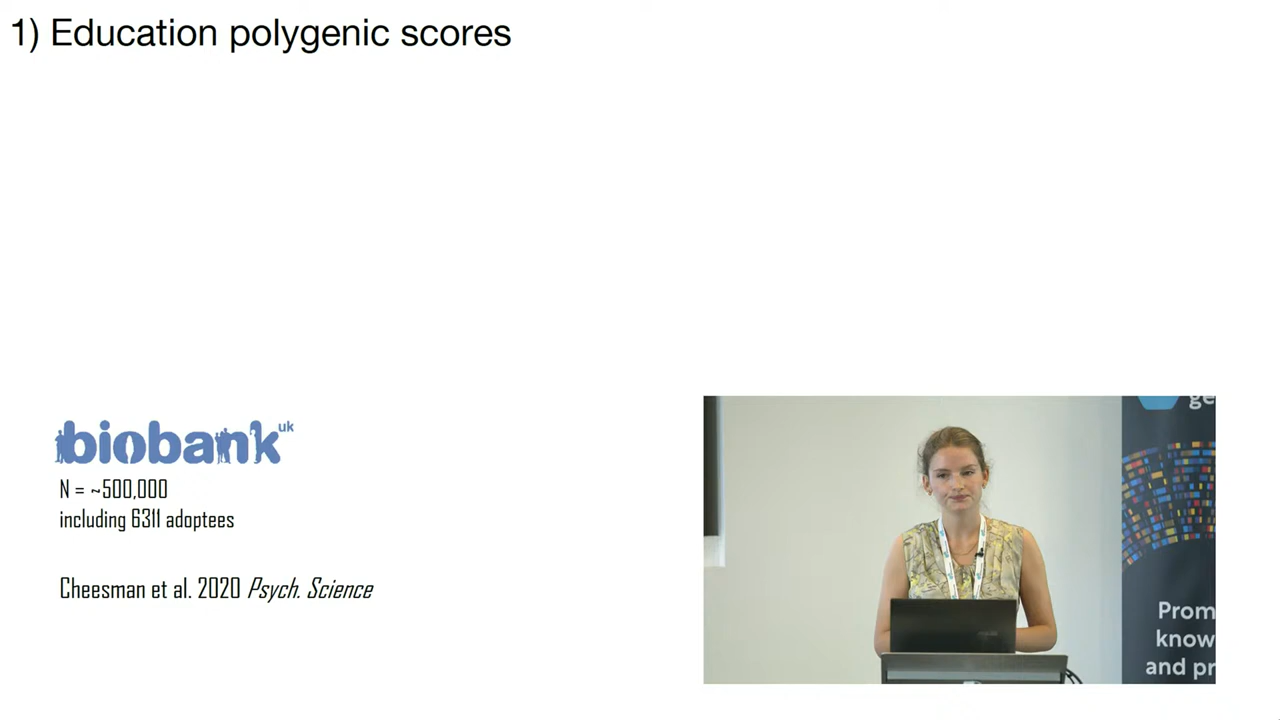 1) Education polygenic scores
biobank uk
N = ~500,000
including 6311 adoptees
Cheesman et al. 2020 Psych. Science
ge
Prom
know
and pr